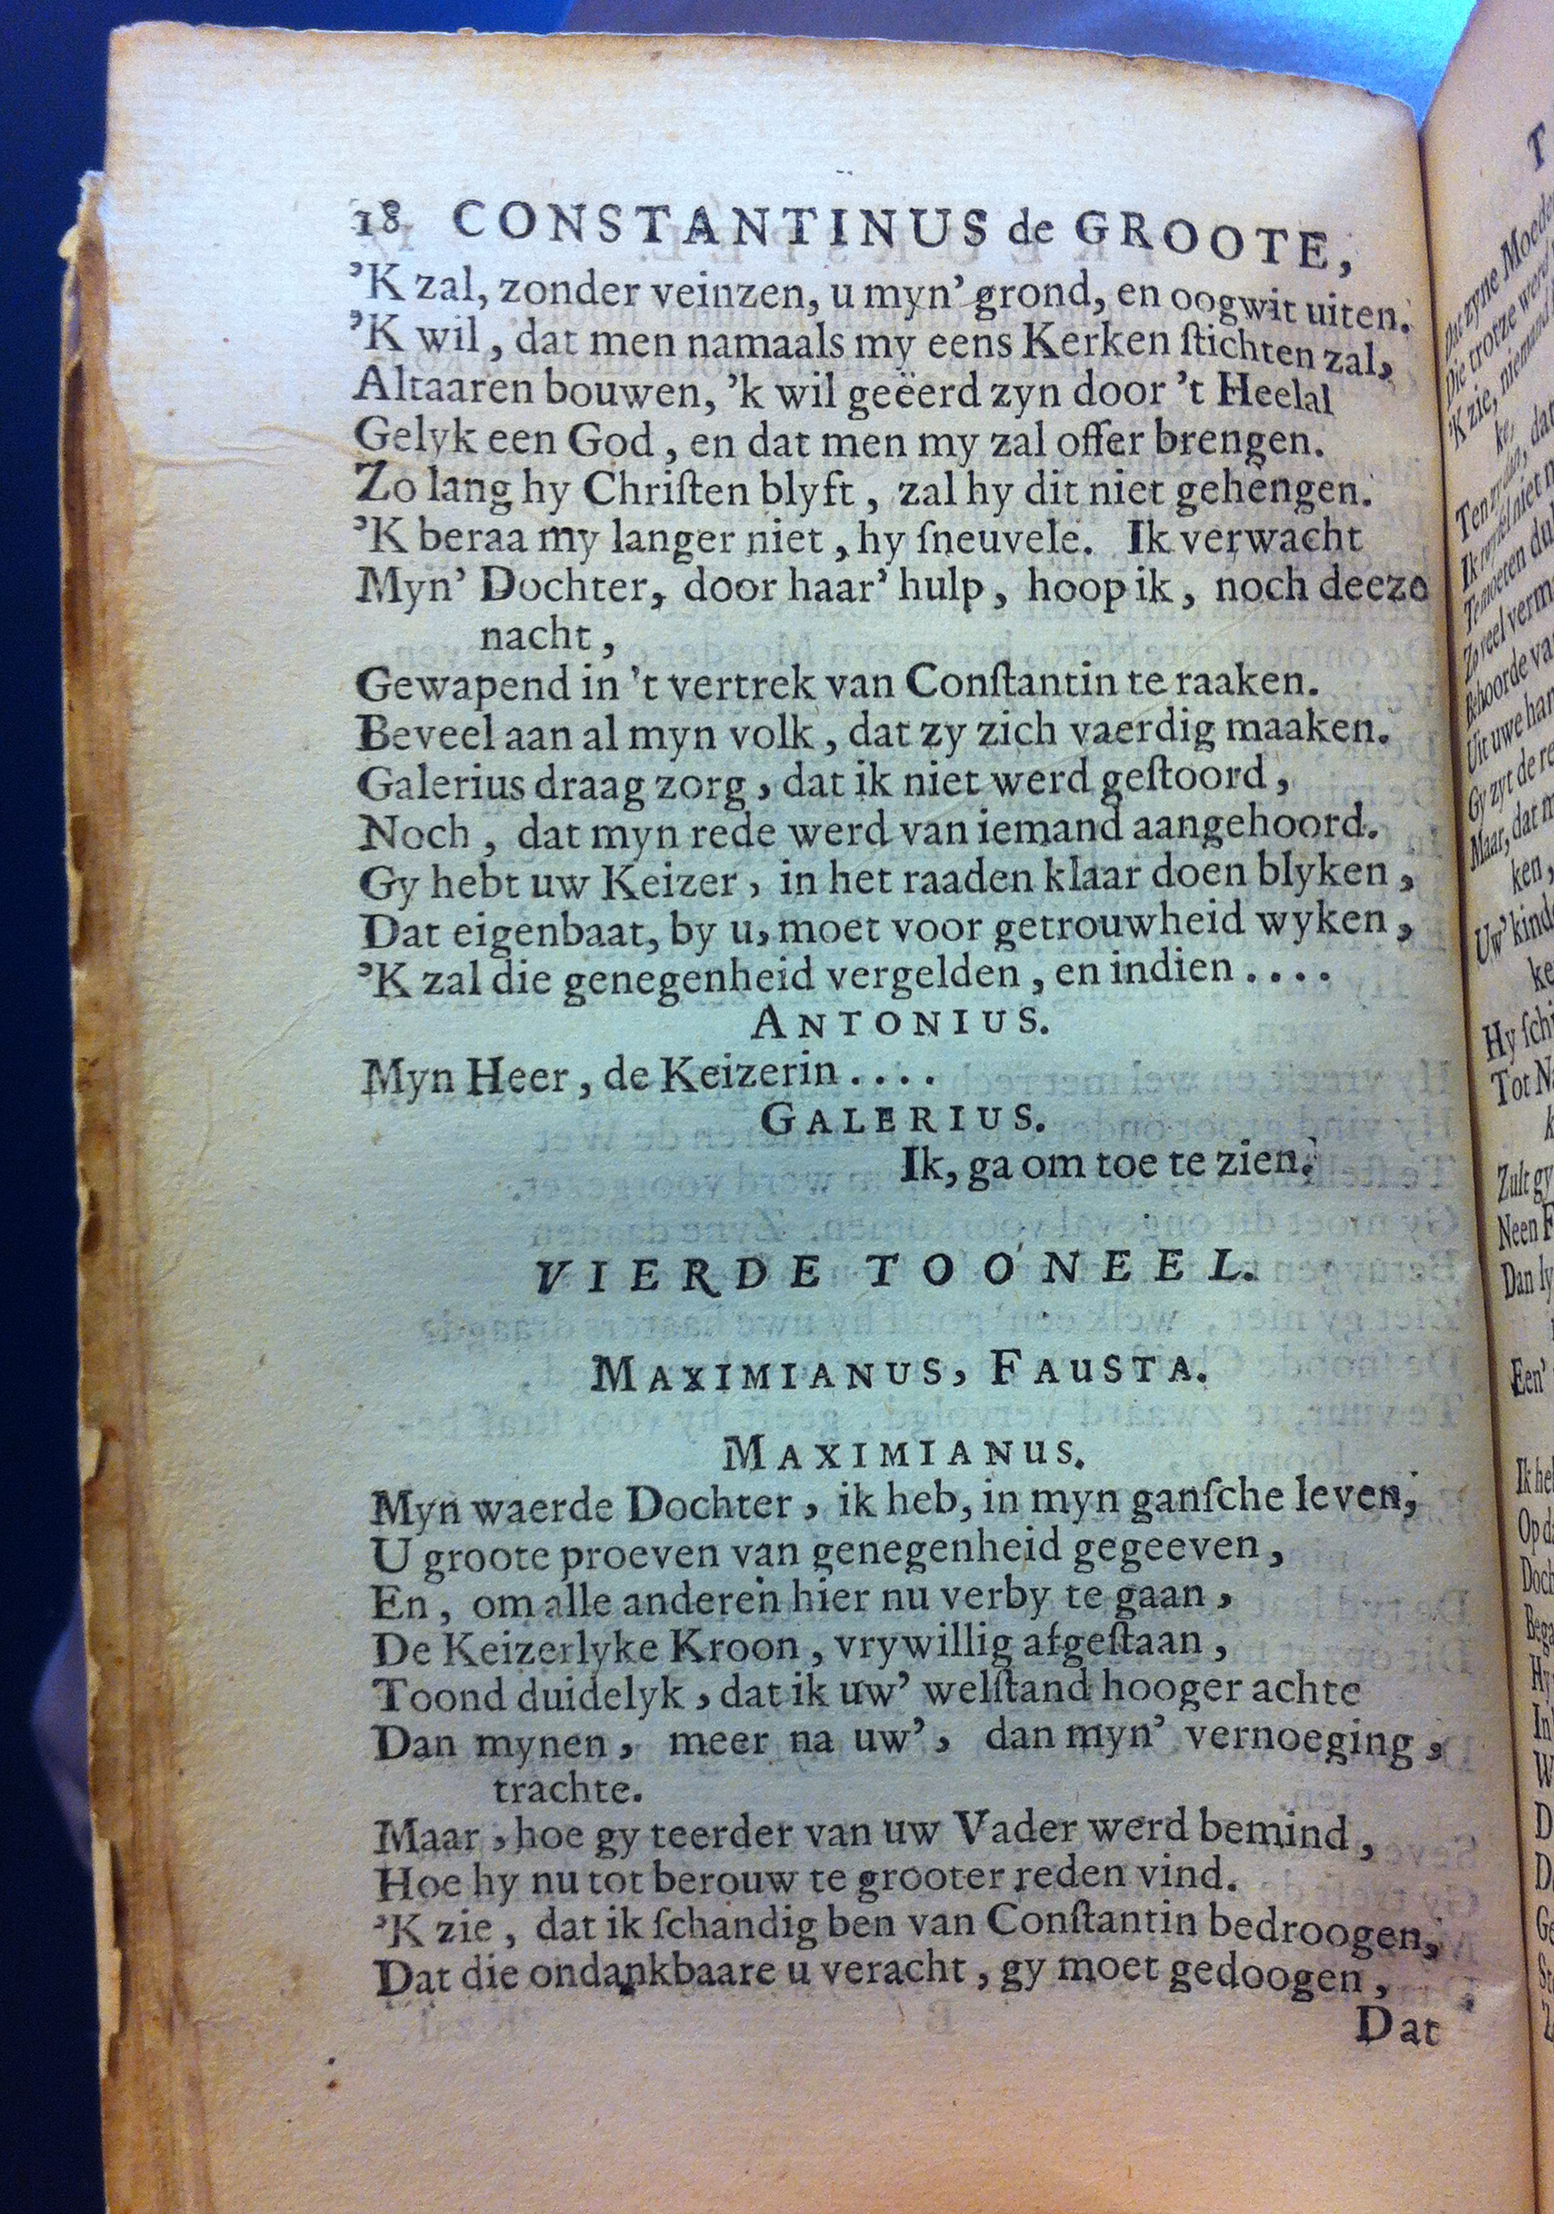 18 CONSTANTINUS de GROOTE,
’K zal, zonder veinzen, u myn’ grond, en oogwit uiten.
’K wil, dat men namaals my eens Kerken ſtichten zal,
Altaaren bouwen, ’k wil geëerd zyn door ’t Heelal
Gelyk een God, en dat men my zal offer brengen.
Zo lang hy Chriſten blyft, zal hy dit niet gehengen.
’K beraa my langer niet, hy ſneuvele. Ik verwacht
Myn’ Dochter, door haar’ hulp, hoop ik, noch deeze
nacht,
Gewapend in ’t vertrek van Conſtantin te raaken.
Beveel aan al myn volk, dat zy zich vaerdig maaken.
Galerius draag zorg, dat ik niet werd geſtoord,
Noch, dat myn rede werd van iemand aangehoord.
Gy hebt uw Keizer, in het raaden klaar doen blyken,
Dat eigenbaat, by u, moet voor getrouwheid wyken,
’K zal die genegenheid vergelden, en indien....
ANTONIUS.
Myn Heer, de Keizerin....
GALERIUS.
Ik, ga om toe te zien.
VIERDE TOONEEL.
MAXIMIANUS, FAUSTA.
MAXIMIANUS.
Myn waerde Dochter, ik heb, in myn ganſche leven,
U groote proeven van genegenheid gegeeven,
En, om alle anderen hier nu verby te gaan,
De Keizerlyke Kroon, vrywillig afgeſtaan,
Toond duidelyk, dat ik uw’ welſtand hooger achte
Dan mynen, meer na uw’, dan myn’ vernoeging,
trachte.
Maar, hoe gy teerder van uw Vader werd bemind,
Hoe hy nu tot berouw te grooter reden vind.
’K zie, dat ik ſchandig ben van Conſtantin bedroogen,
Dat die ondankbaare u veracht, gy moet gedoogen,
Dat